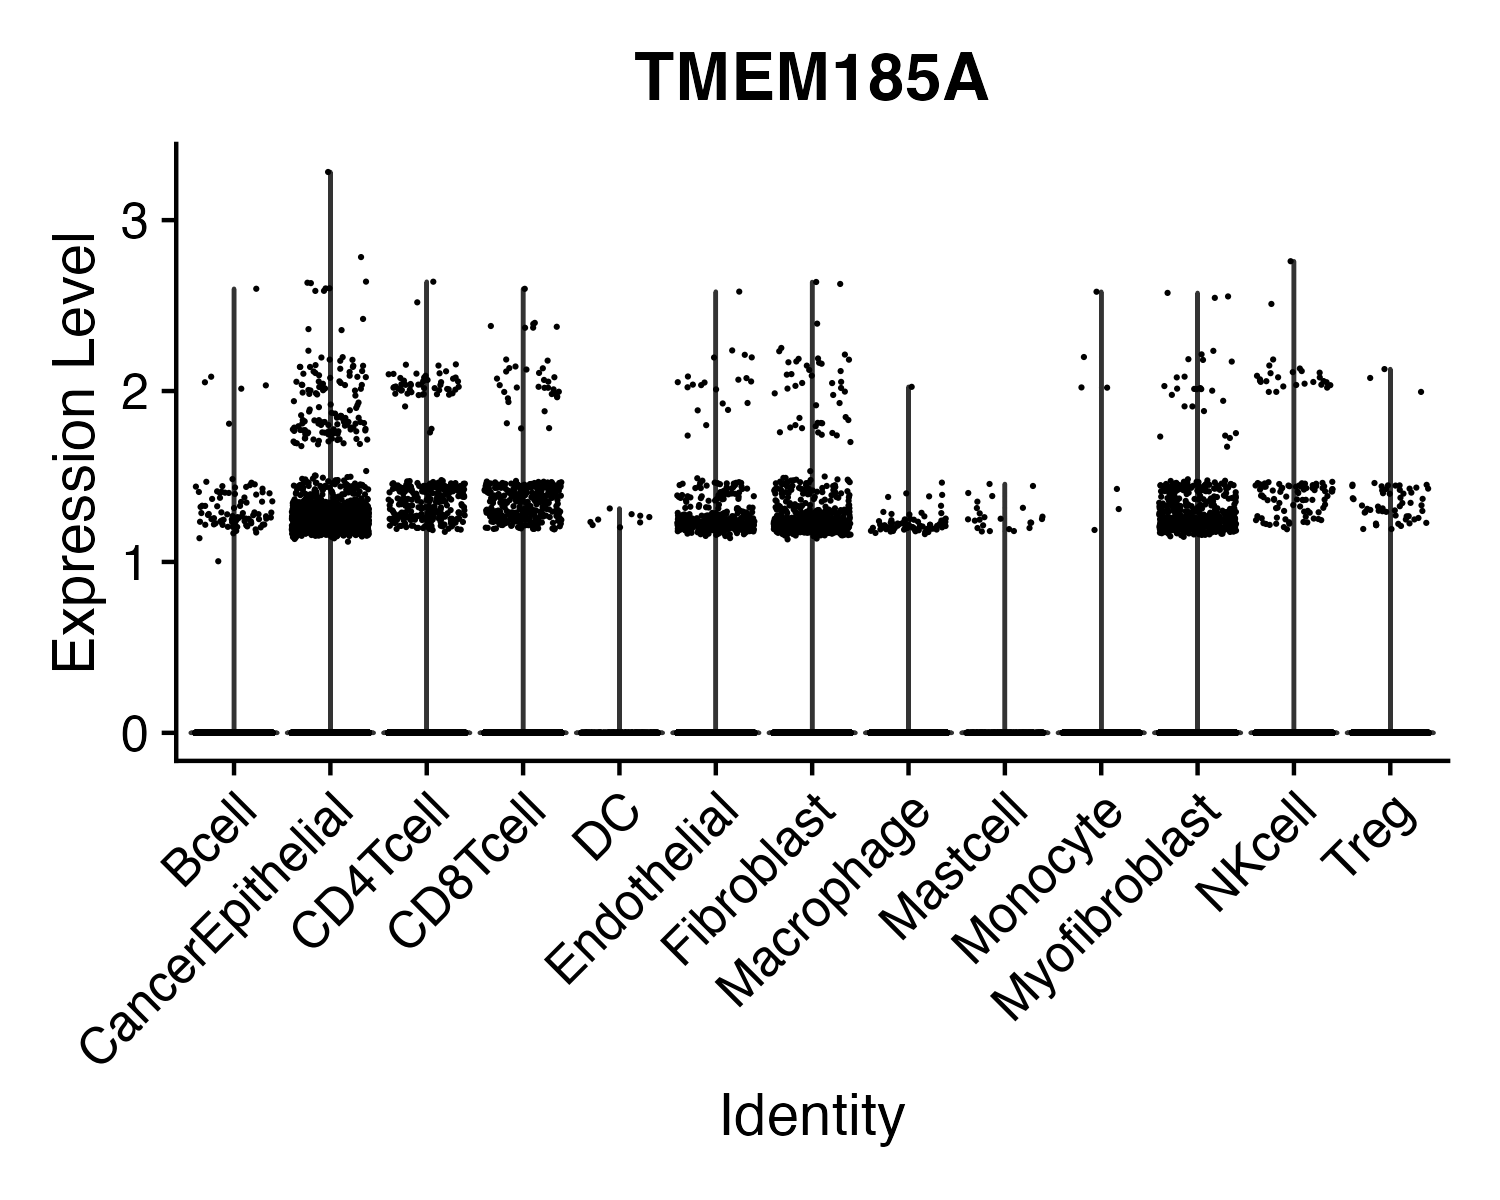 TMEM185A
Expression Level
3
2
1
0
Bcell
CancerEpithelial
CD4Tcell
CD8Tcell
DC
Endothelial
Fibroblast
Macrophage
Mastcell
Monocyte
Myofibroblast
NKcell
Treg
Identity